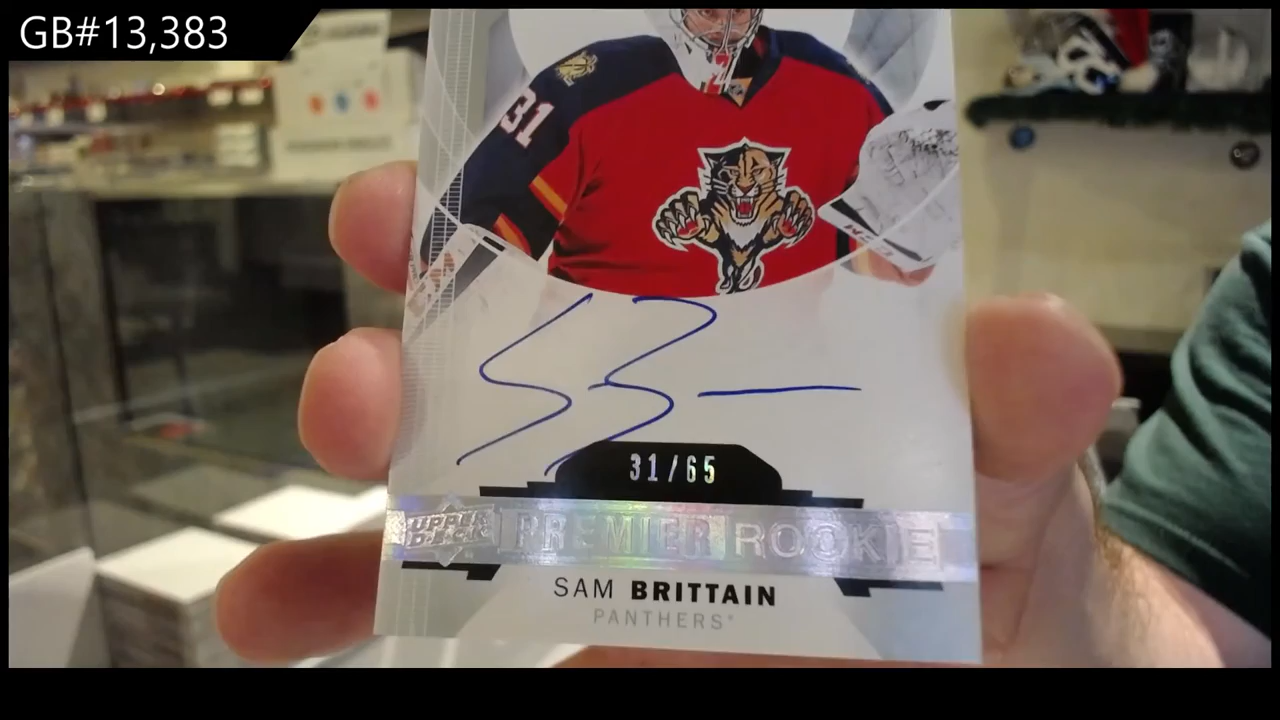 GB#13,383
31
31/65
UPPER DECK PREMIER ROOKIE
SAM BRITTAIN
PANTHERS